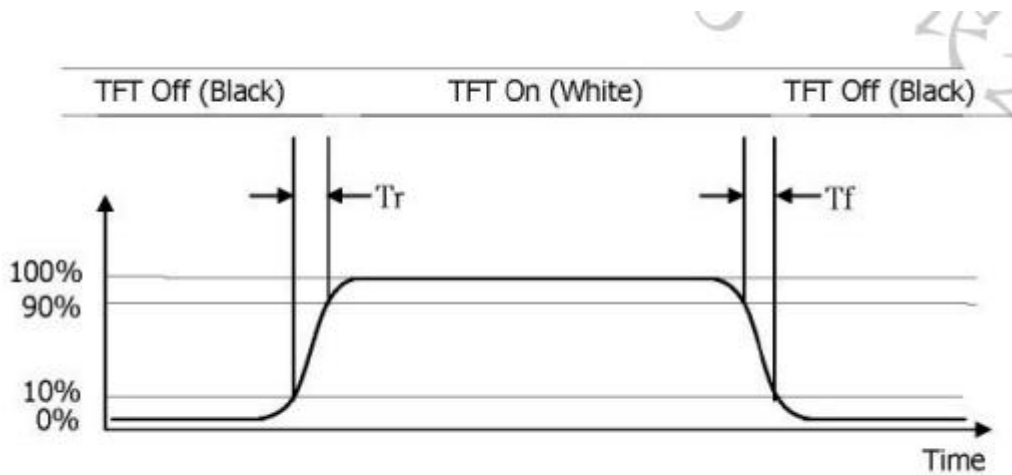 TFT Off (Black) TFT On (White) TFT Off (Black)
Tr Tf
100%
90%
10%
0%
Time